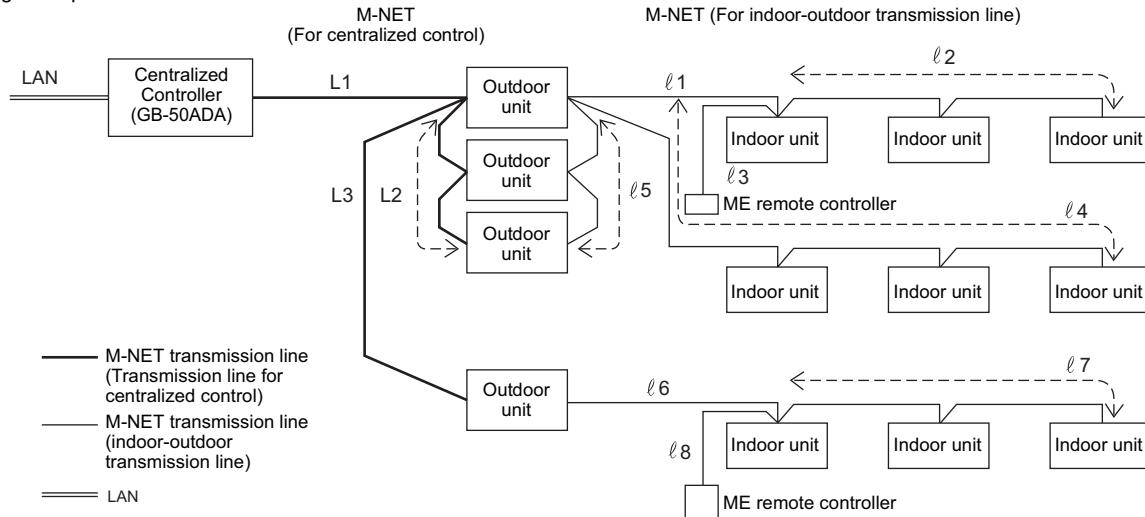 M-NET
(For centralized control)
M-NET (For indoor-outdoor transmission line)
LAN
Centralized
Controller
(GB-50ADA)
L1
Outdoor
unit
ℓ1
ℓ2
Indoor unit
Indoor unit
Indoor unit
L3
L2
Outdoor
unit
ℓ5
ℓ3
ME remote controller
ℓ4
Outdoor
unit
Indoor unit
Indoor unit
Indoor unit
M-NET transmission line
(Transmission line for
centralized control)
M-NET transmission line
(indoor-outdoor
transmission line)
LAN
Outdoor
unit
ℓ6
ℓ7
Indoor unit
Indoor unit
Indoor unit
ℓ8
ME remote controller